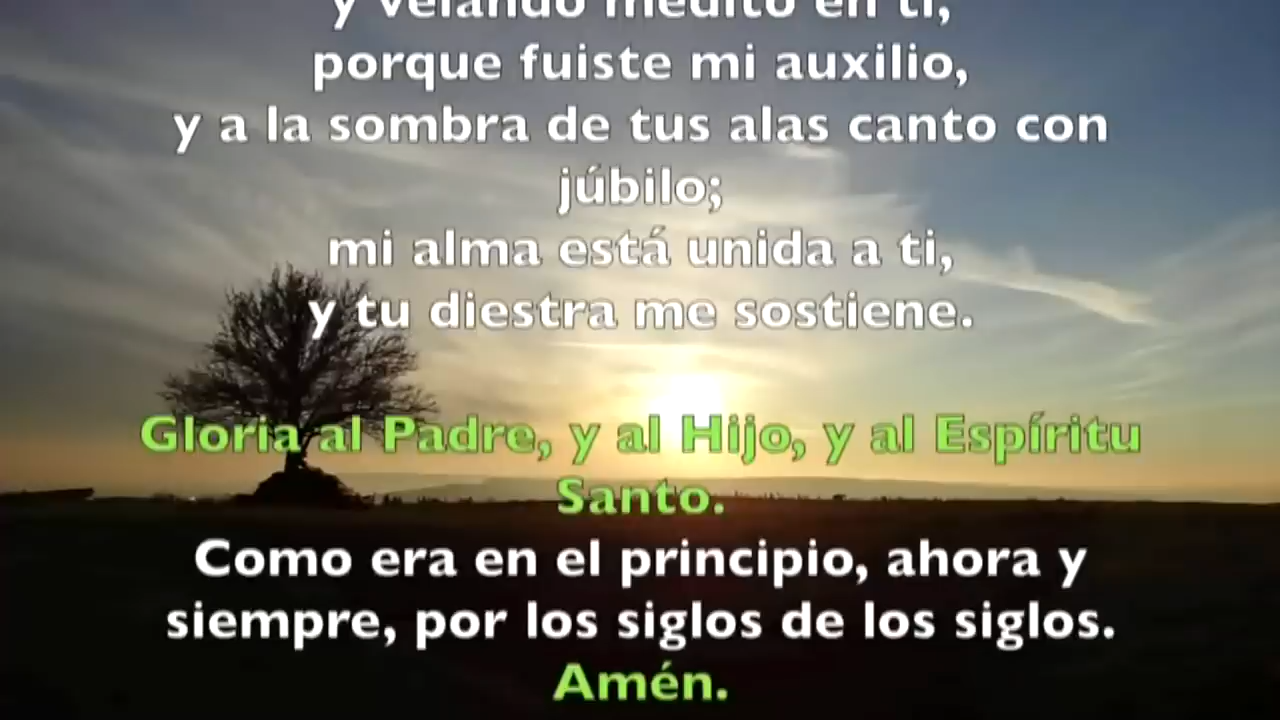 y velando medito en ti,
porque fuiste mi auxilio,
y a la sombra de tus alas canto con
júbilo;
mi alma está unida a ti,
y tu diestra me sostiene.
Gloria al Padre, y al Hijo, y al Espíritu
Santo.
Como era en el principio, ahora y
siempre, por los siglos de los siglos.
Amén.